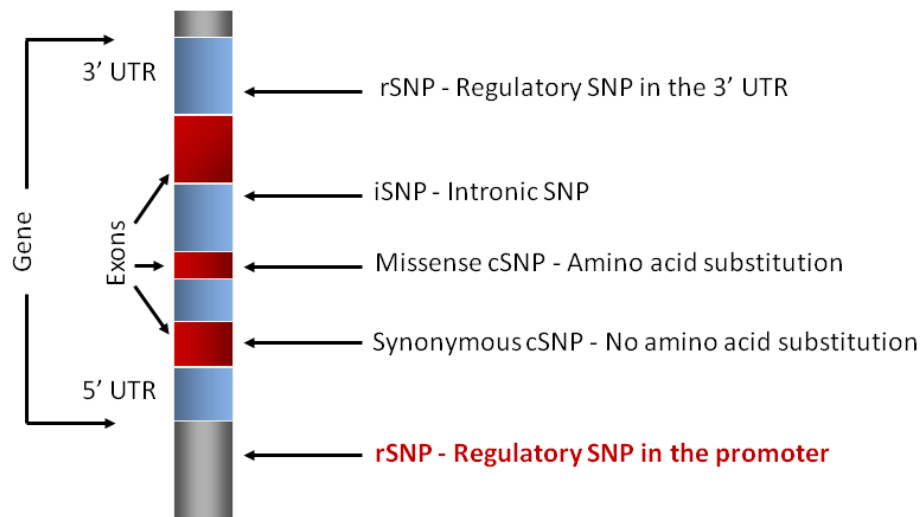 3’ UTR
rSNP - Regulatory SNP in the 3’ UTR
iSNP - Intronic SNP
Gene
Exons
Missense cSNP - Amino acid substitution
Synonymous cSNP - No amino acid substitution
5’ UTR
rSNP - Regulatory SNP in the promoter